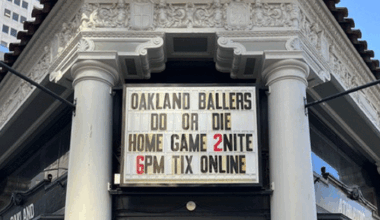 OAKLAND BALLERS
DO OR DIE
HOME GAME 2NITE
6PM TIX ONLINE